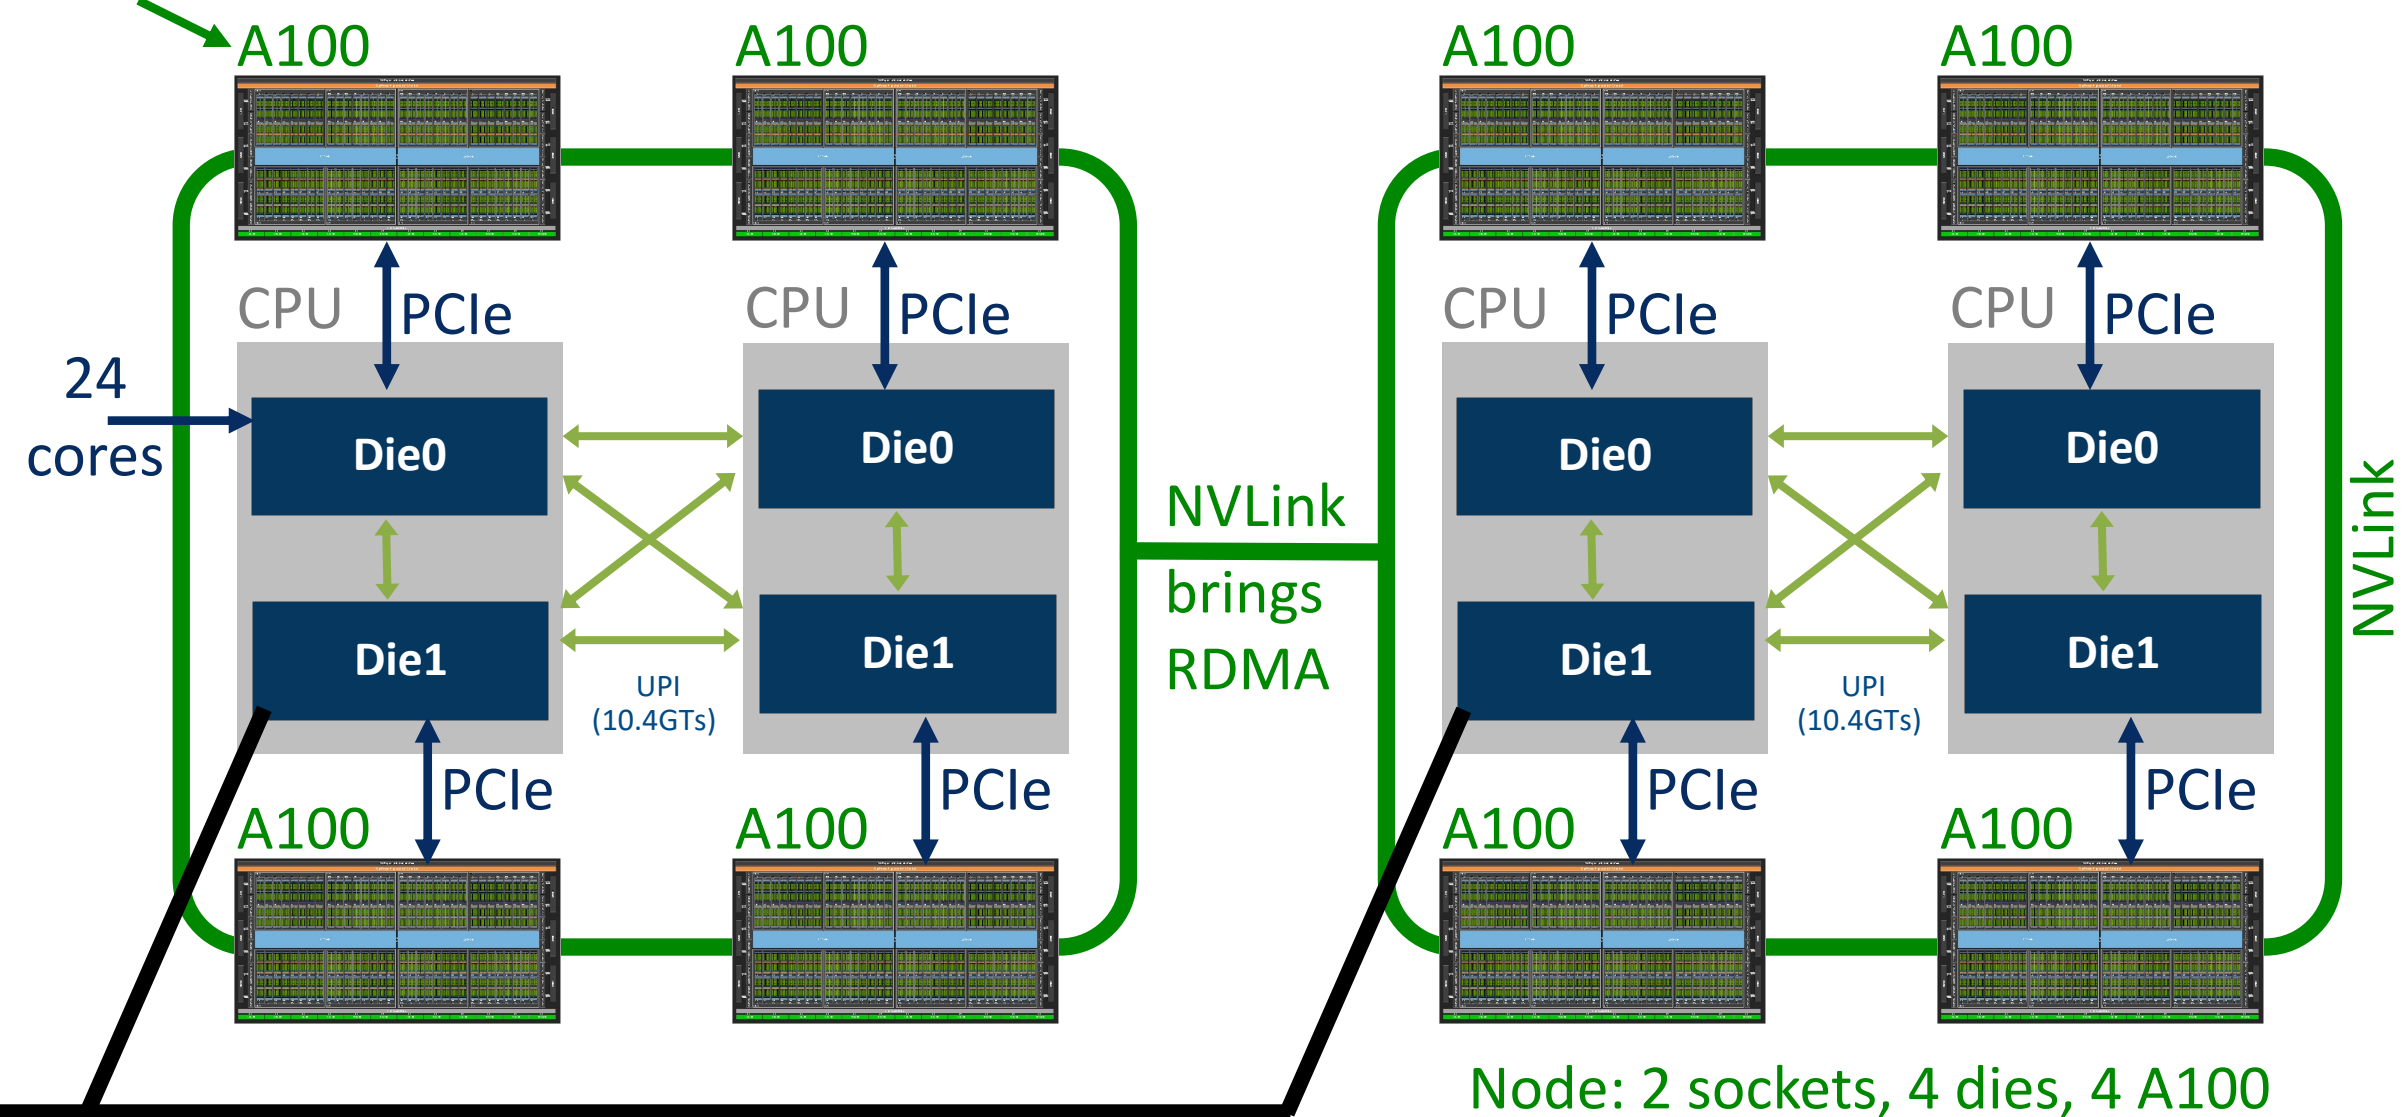 A100
A100
A100
A100
CPU
PCIe
CPU
PCIe
CPU
PCIe
CPU
PCIe
24
cores
Die0
Die0
Die0
Die0
NVLink
brings
RDMA
NVLink
Die1
Die1
Die1
Die1
UPI
(10.4GTs)
UPI
(10.4GTs)
PCIe
PCIe
PCIe
PCIe
A100
A100
A100
A100
Node: 2 sockets, 4 dies, 4 A100